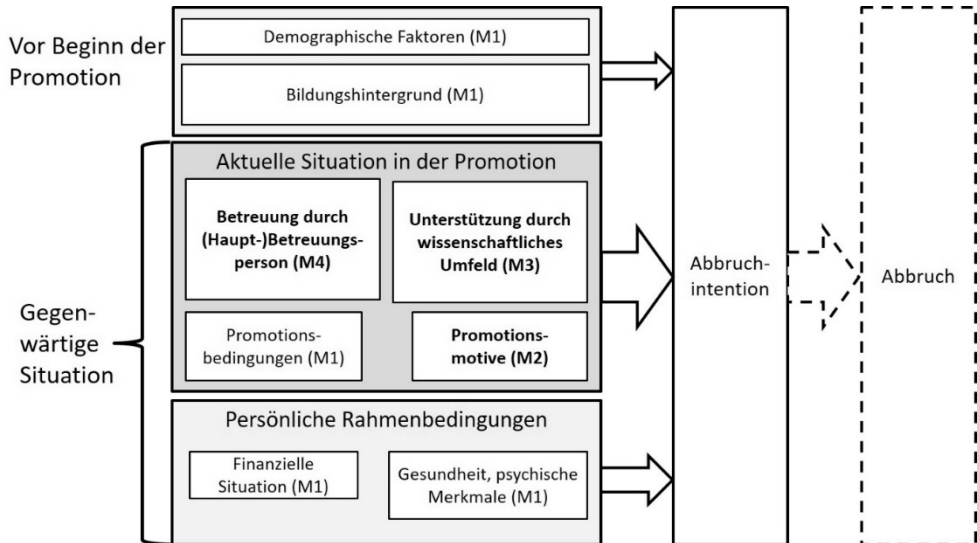 Vor Beginn der
Promotion
Demographische Faktoren (M1)
Bildungshintergrund (M1)
Gegen-
wärtige
Situation
Aktuelle Situation in der Promotion
Betreuung durch
(Haupt-)Betreuungs-
person (M4)
Unterstützung durch
wissenschaftliches
Umfeld (M3)
Promotions-
bedingungen (M1)
Promotions-
motive (M2)
Persönliche Rahmenbedingungen
Finanzielle
Situation (M1)
Gesundheit, psychische
Merkmale (M1)
Abbruch-
intention
Abbruch